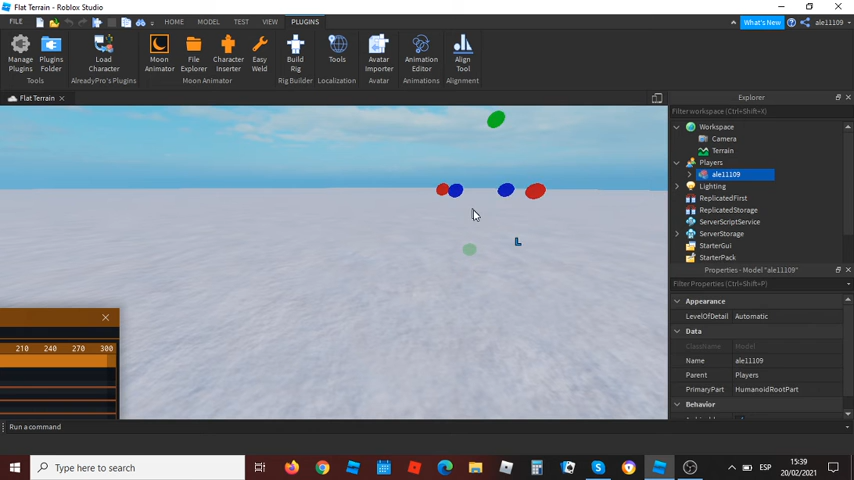 Flat Terrain - Roblox Studio
FILE
HOME
MODEL
TEST
VIEW
PLUGINS
What's New
ale11109
Manage
Plugins
Plugins
Folder
Tools
Load
Character
AlreadyPro's Plugins
Moon
Animator
File
Explorer
Character
Inserter
Easy
Weld
Moon Animator
Build
Rig
Rig Builder
Tools
Localization
Avatar
Importer
Avatar
Animation
Editor
Animations
Align
Tool
Alignment
Flat Terrain
Explorer
Filter workspace (Ctrl+Shift+X)
Workspace
Camera
Terrain
Players
ale11109
Lighting
ReplicatedFirst
ReplicatedStorage
ServerScriptService
ServerStorage
StarterGui
StarterPack
L
Properties - Model "ale11109"
Filter Properties (Ctrl+Shift+P)
Appearance
LevelOfDetail Automatic
Data
ClassName Model
Name ale11109
Parent Players
PrimaryPart HumanoidRootPart
Behavior
210 240 270 300
Run a command
Type here to search
ESP
15:39
20/02/2021